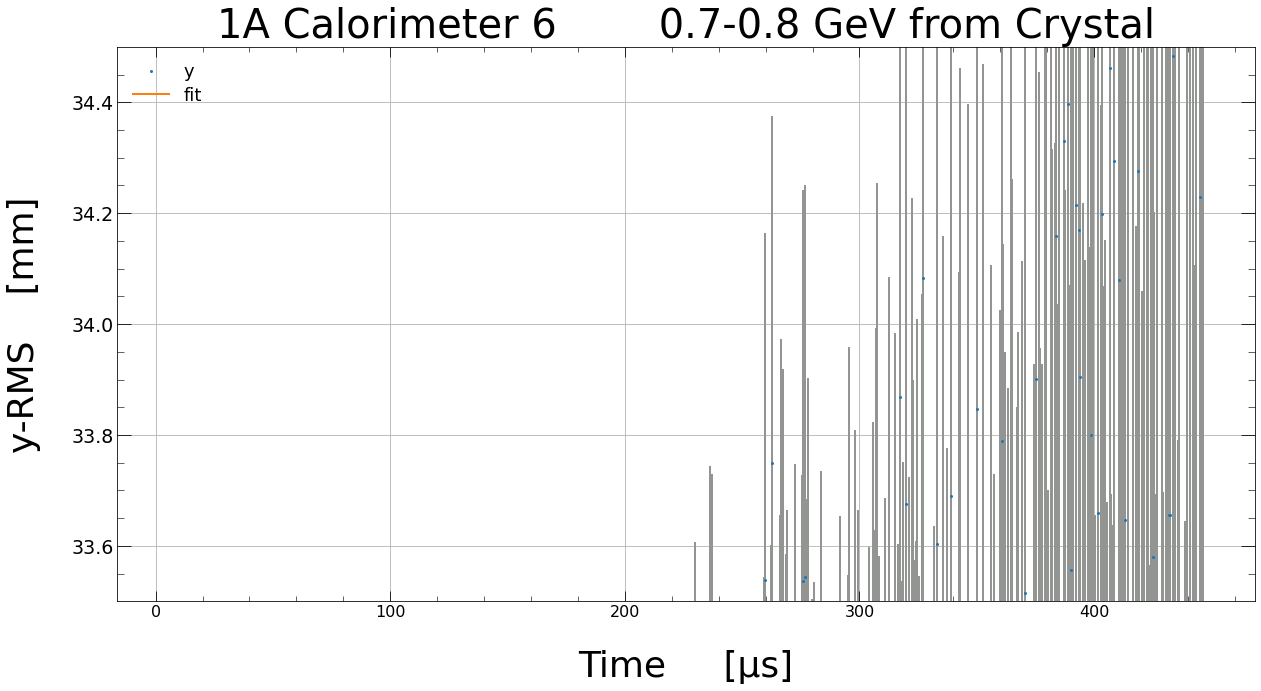 1A Calorimeter 6 0.7-0.8 GeV from Crystal
y
fit
34.4
34.2
34.0
33.8
33.6
y-RMS [mm]
0 100 200 300 400
Time [µs]